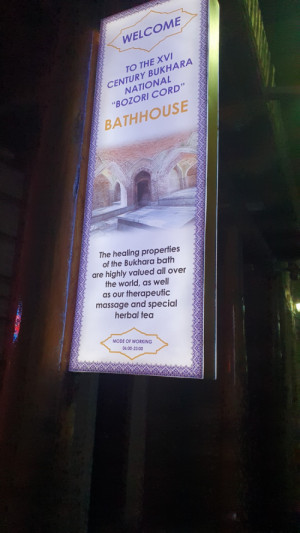 WELCOME
TO THE XVI
CENTURY BUKHARA
NATIONAL
"BOZORI CORD"
BATHHOUSE
The healing properties
of the Bukhara bath
are highly valued all over
the world, as well
as our therapeutic
massage and special
herbal tea
MODE OF WORKING